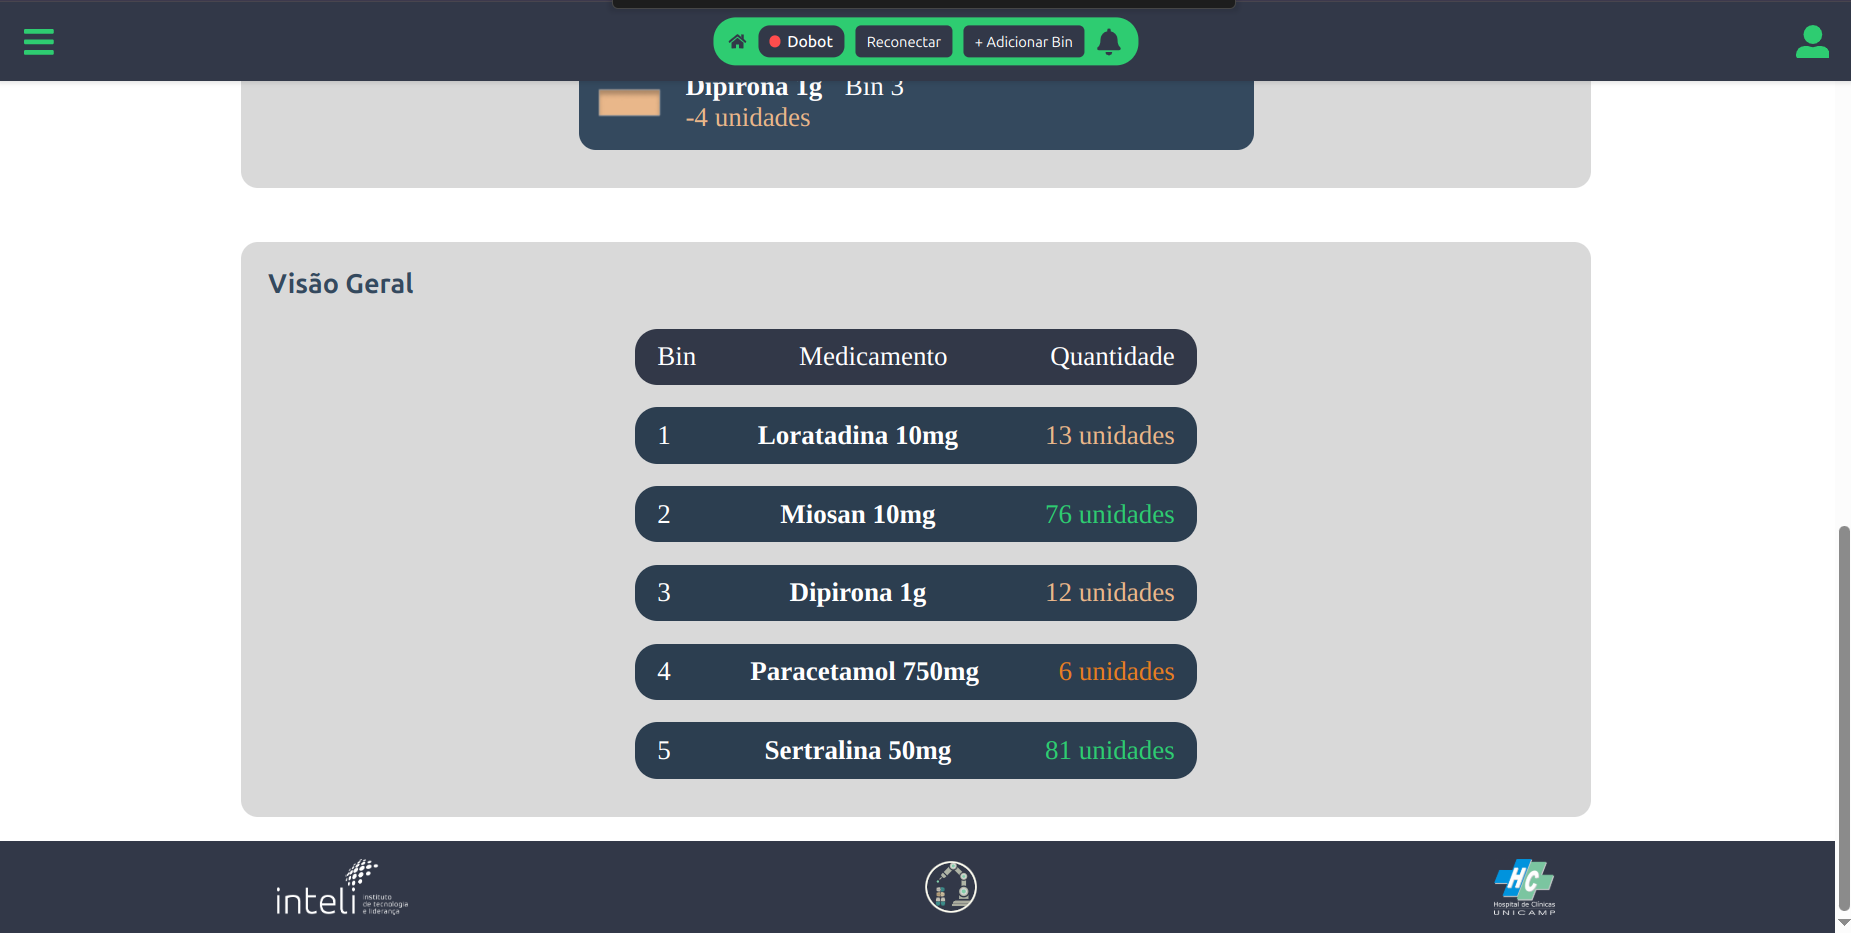 Dobot
Reconectar
+ Adicionar Bin
Dipirona 1g Bin 3
-4 unidades
Visão Geral
Bin Medicamento Quantidade
1 Loratadina 10mg 13 unidades
2 Miosan 10mg 76 unidades
3 Dipirona 1g 12 unidades
4 Paracetamol 750mg 6 unidades
5 Sertralina 50mg 81 unidades
inteli
instituto
de tecnologia
e liderança
HC
Hospital de Clínicas
UNICAMP